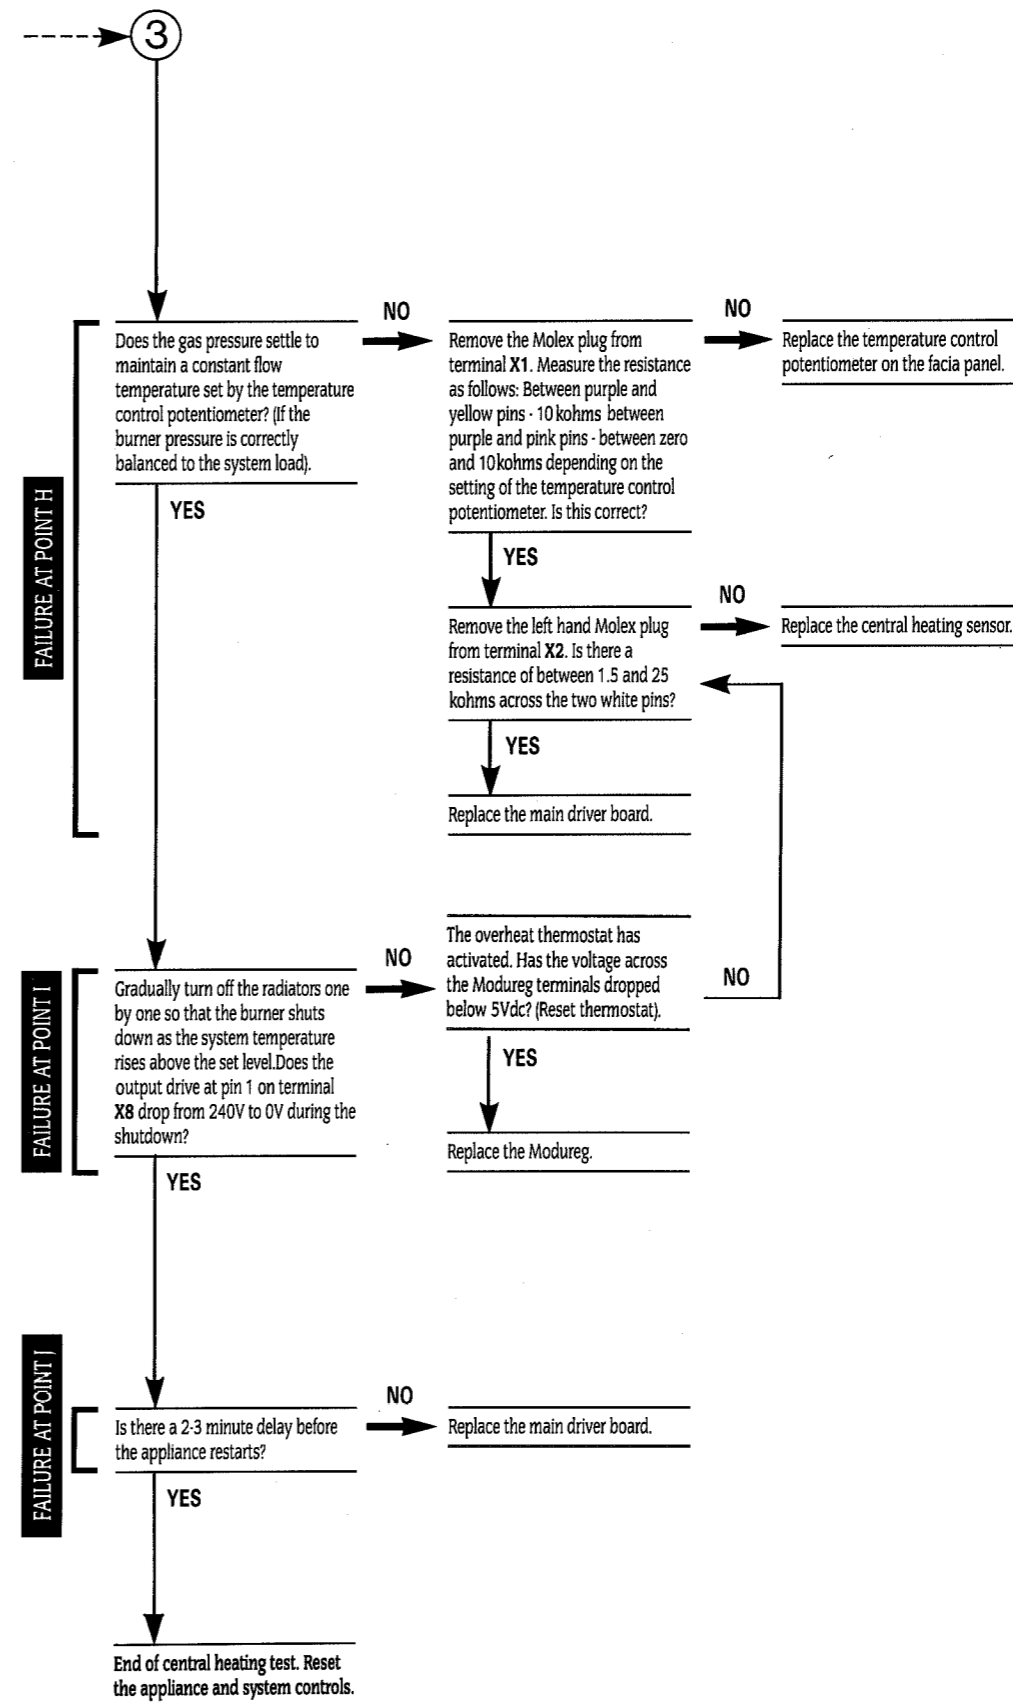 3
FAILURE AT POINT H
Does the gas pressure settle to
maintain a constant flow
temperature set by the temperature
control potentiometer? (If the
burner pressure is correctly
balanced to the system load).
NO
Remove the Molex plug from
terminal X1. Measure the resistance
as follows: Between purple and
yellow pins - 10 kohms between
purple and pink pins - between zero
and 10kohms depending on the
setting of the temperature control
potentiometer. Is this correct?
NO
Replace the temperature control
potentiometer on the facia panel.
YES
YES
Remove the left hand Molex plug
from terminal X2. Is there a
resistance of between 1.5 and 25
kohms across the two white pins?
NO
Replace the central heating sensor.
YES
Replace the main driver board.
FAILURE AT POINT I
Gradually turn off the radiators one
by one so that the burner shuts
down as the system temperature
rises above the set level.Does the
output drive at pin 1 on terminal
X8 drop from 240V to 0V during the
shutdown?
NO
The overheat thermostat has
activated. Has the voltage across
the Modureg terminals dropped
below 5Vdc? (Reset thermostat).
NO
YES
Replace the Modureg.
YES
FAILURE AT POINT J
Is there a 2-3 minute delay before
the appliance restarts?
NO
Replace the main driver board.
YES
End of central heating test. Reset
the appliance and system controls.